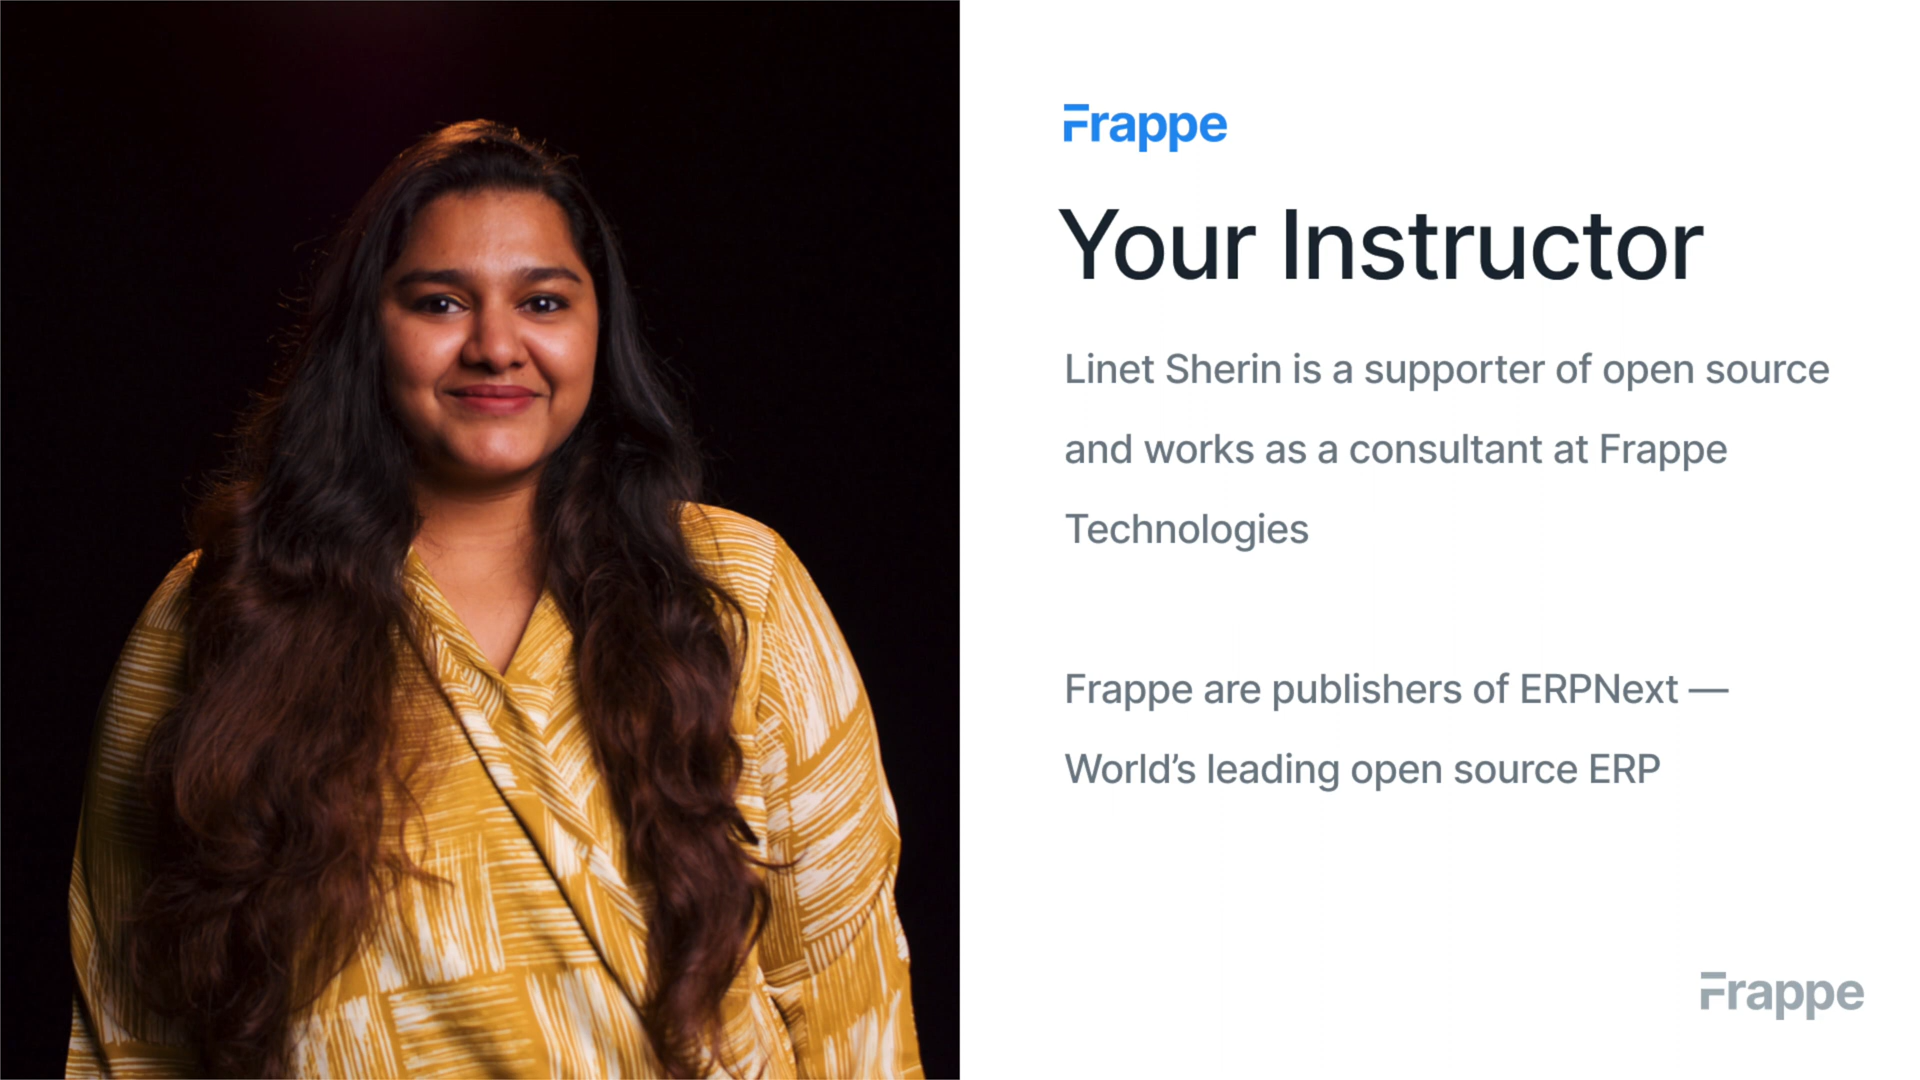 Frappe
Your Instructor
Linet Sherin is a supporter of open source
and works as a consultant at Frappe
Technologies
Frappe are publishers of ERPNext —
World’s leading open source ERP
Frappe